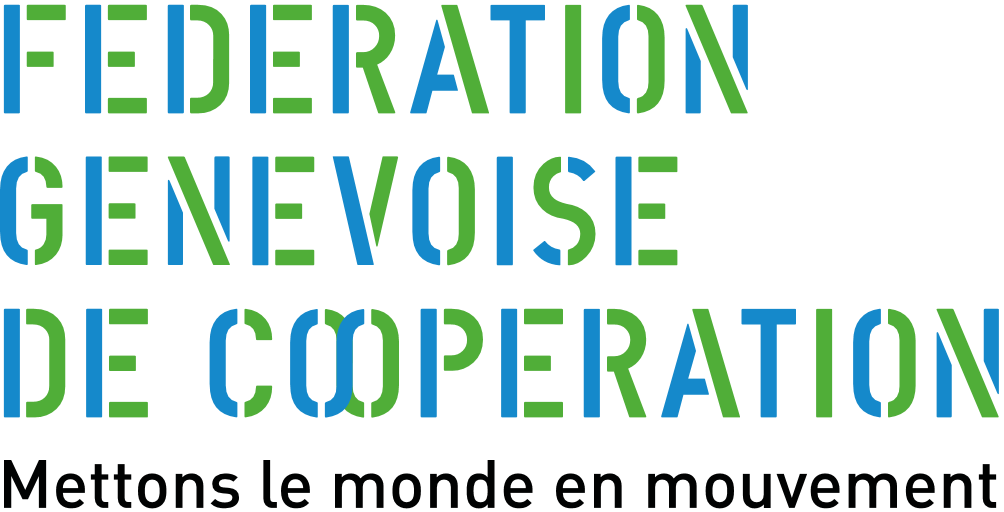 FEDERATION
GENEVOISE
DE COOPERATION
Mettons le monde en mouvement